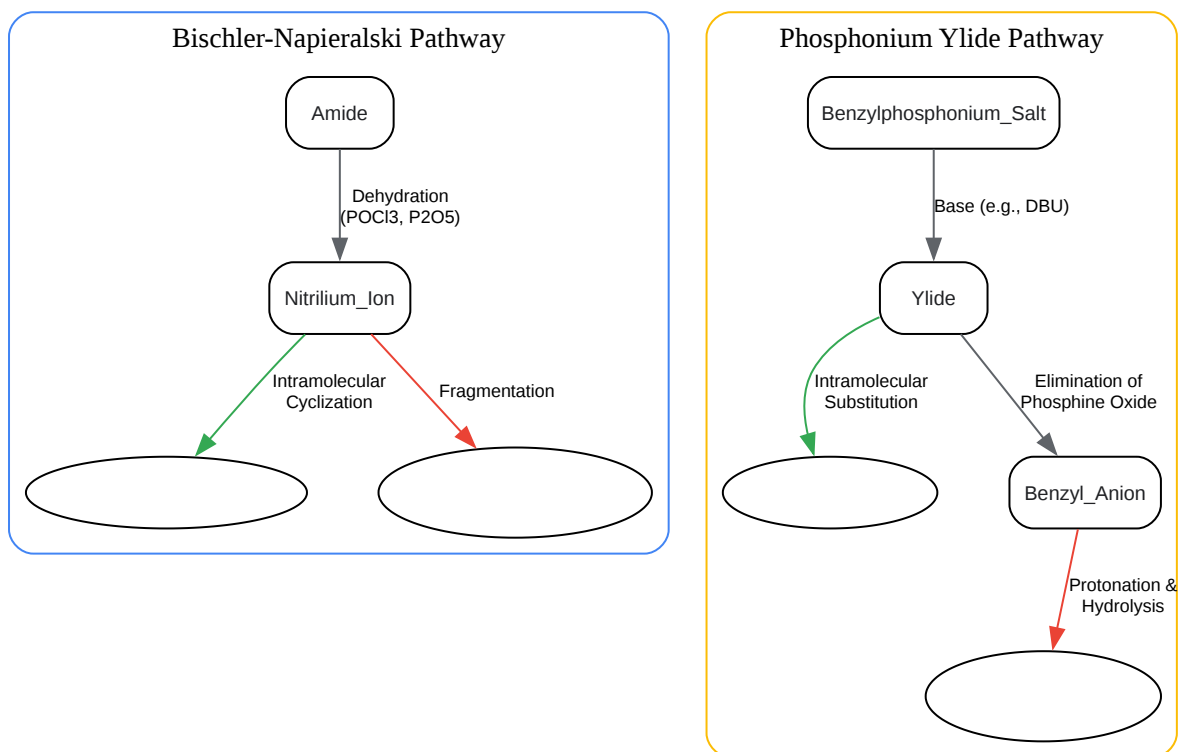 Bischler-Napieralski Pathway
Amide
Dehydration
(POCl3, P2O5)
Nitrilium_Ion
Intramolecular
Cyclization
Fragmentation
Phosphonium Ylide Pathway
Benzylphosphonium_Salt
Base (e.g., DBU)
Ylide
Intramolecular
Substitution
Elimination of
Phosphine Oxide
Benzyl_Anion
Protonation &
Hydrolysis